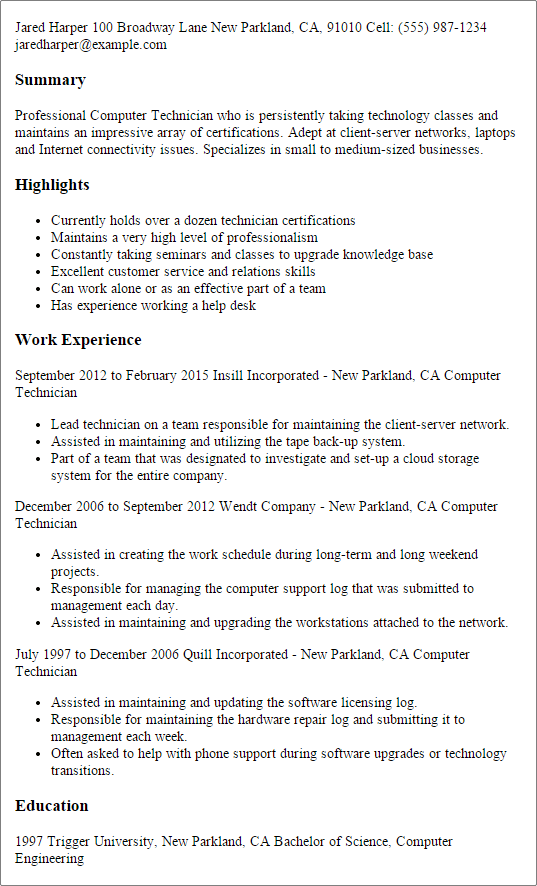 Jared Harper 100 Broadway Lane New Parkland, CA, 91010 Cell: (555) 987-1234
jaredharper@example.com
Summary
Professional Computer Technician who is persistently taking technology classes and
maintains an impressive array of certifications. Adept at client-server networks, laptops
and Internet connectivity issues. Specializes in small to medium-sized businesses.
Highlights
• Currently holds over a dozen technician certifications
• Maintains a very high level of professionalism
• Constantly taking seminars and classes to upgrade knowledge base
• Excellent customer service and relations skills
• Can work alone or as an effective part of a team
• Has experience working a help desk
Work Experience
September 2012 to February 2015 Insill Incorporated - New Parkland, CA Computer
Technician
• Lead technician on a team responsible for maintaining the client-server network.
• Assisted in maintaining and utilizing the tape back-up system.
• Part of a team that was designated to investigate and set-up a cloud storage
system for the entire company.
December 2006 to September 2012 Wendt Company - New Parkland, CA Computer
Technician
• Assisted in creating the work schedule during long-term and long weekend
projects.
• Responsible for managing the computer support log that was submitted to
management each day.
• Assisted in maintaining and upgrading the workstations attached to the network.
July 1997 to December 2006 Quill Incorporated - New Parkland, CA Computer
Technician
• Assisted in maintaining and updating the software licensing log.
• Responsible for maintaining the hardware repair log and submitting it to
management each week.
• Often asked to help with phone support during software upgrades or technology
transitions.
Education
1997 Trigger University, New Parkland, CA Bachelor of Science, Computer
Engineering